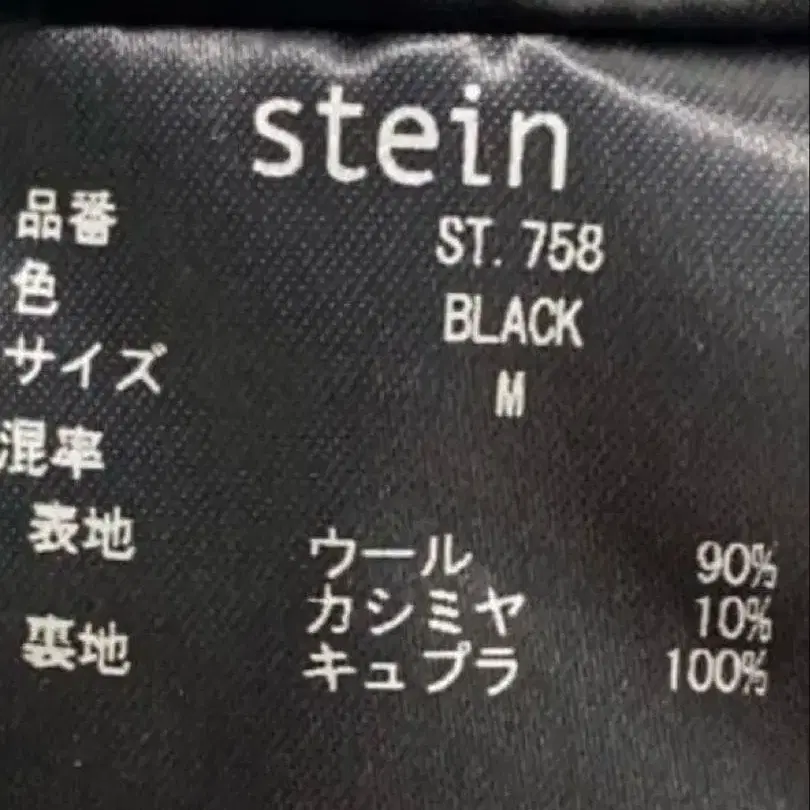 stein
品番 ST. 758
色 BLACK
サイズ M
混率
表地 ウール 90%
カシミヤ 10%
裏地 キュプラ 100%